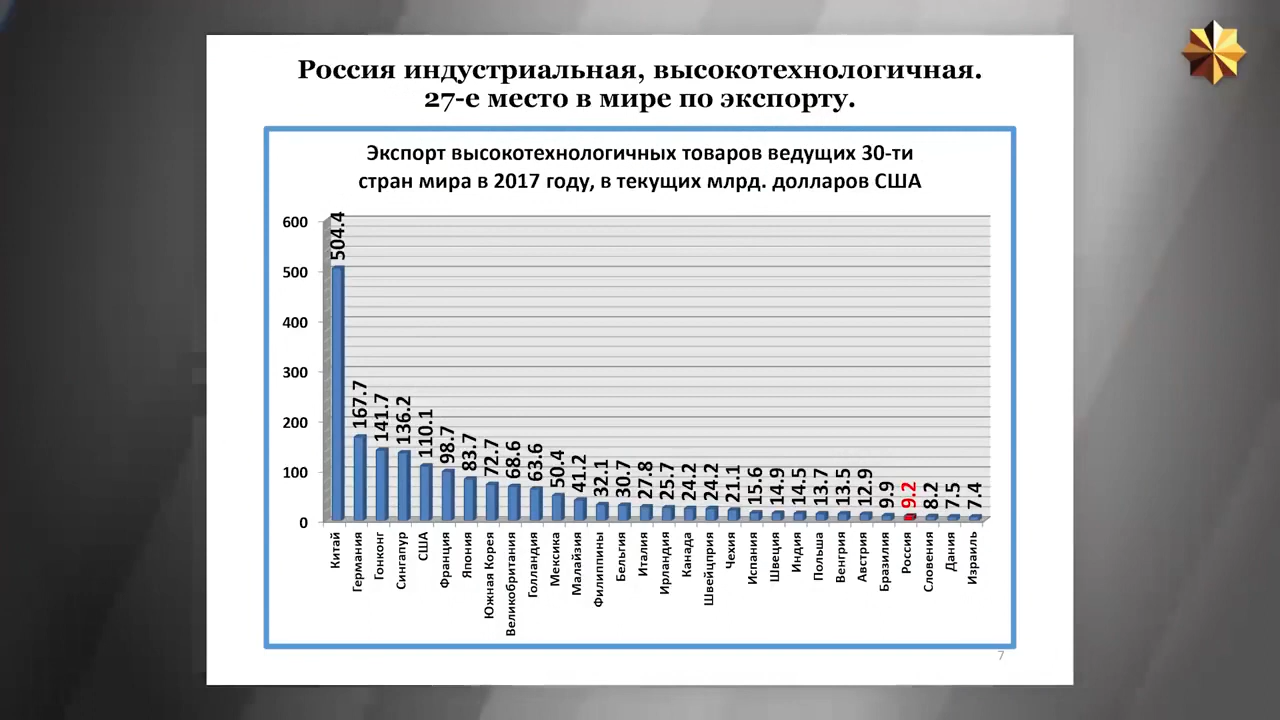 Россия индустриальная, высокотехнологичная.
27-е место в мире по экспорту.
Экспорт высокотехнологичных товаров ведущих 30-ти
стран мира в 2017 году, в текущих млрд. долларов США
600
500
400
300
200
100
0
504.4
167.7
141.7
136.2
110.1
98.7
83.7
72.7
68.6
63.6
50.4
41.2
32.1
30.7
27.8
25.7
24.2
24.2
21.1
15.6
14.9
14.5
13.7
13.5
12.9
9.9
9.2
8.2
7.5
7.4
Китай
Германия
Гонконг
Сингапур
США
Франция
Япония
Южная Корея
Великобритания
Голландия
Мексика
Малайзия
Филиппины
Бельгия
Италия
Ирландия
Канада
Швейцприя
Чехия
Испания
Швеция
Индия
Польша
Венгрия
Австрия
Бразилия
Россия
Словения
Дания
Израиль
7